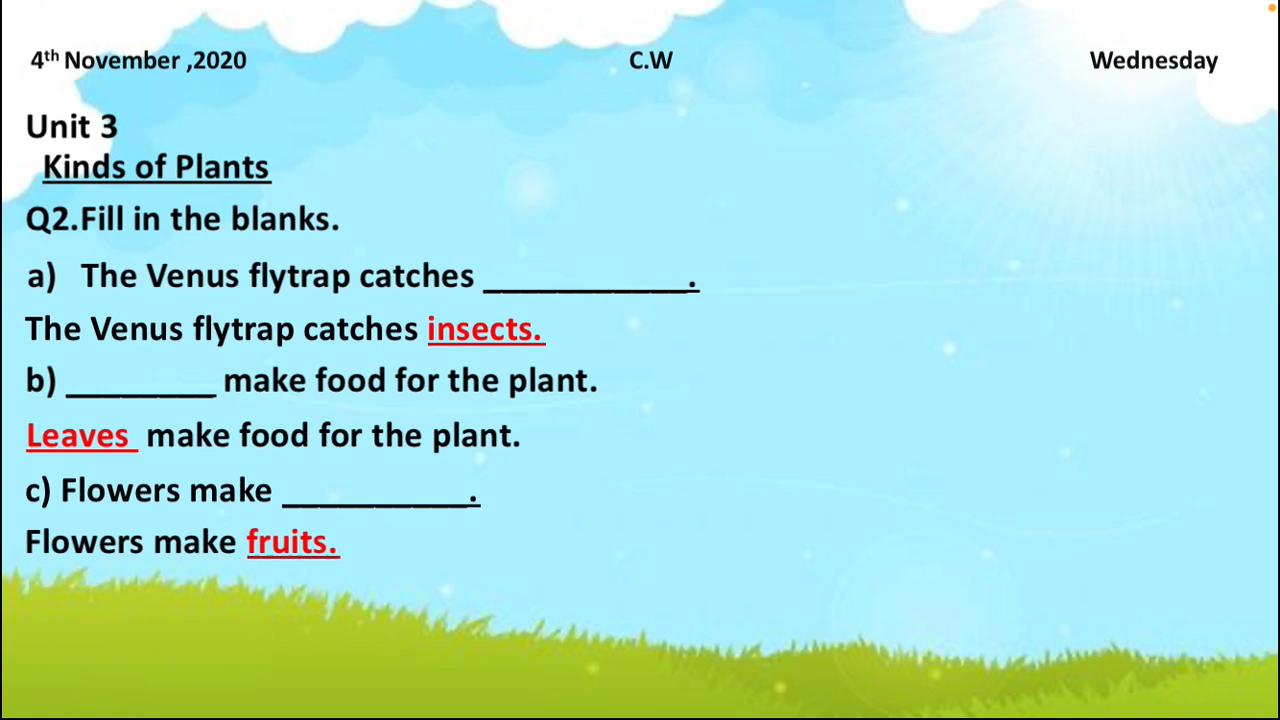 4th November ,2020 C.W Wednesday
Unit 3
Kinds of Plants
Q2.Fill in the blanks.
a) The Venus flytrap catches ___________.
The Venus flytrap catches insects.
b) ________ make food for the plant.
Leaves make food for the plant.
c) Flowers make __________.
Flowers make fruits.